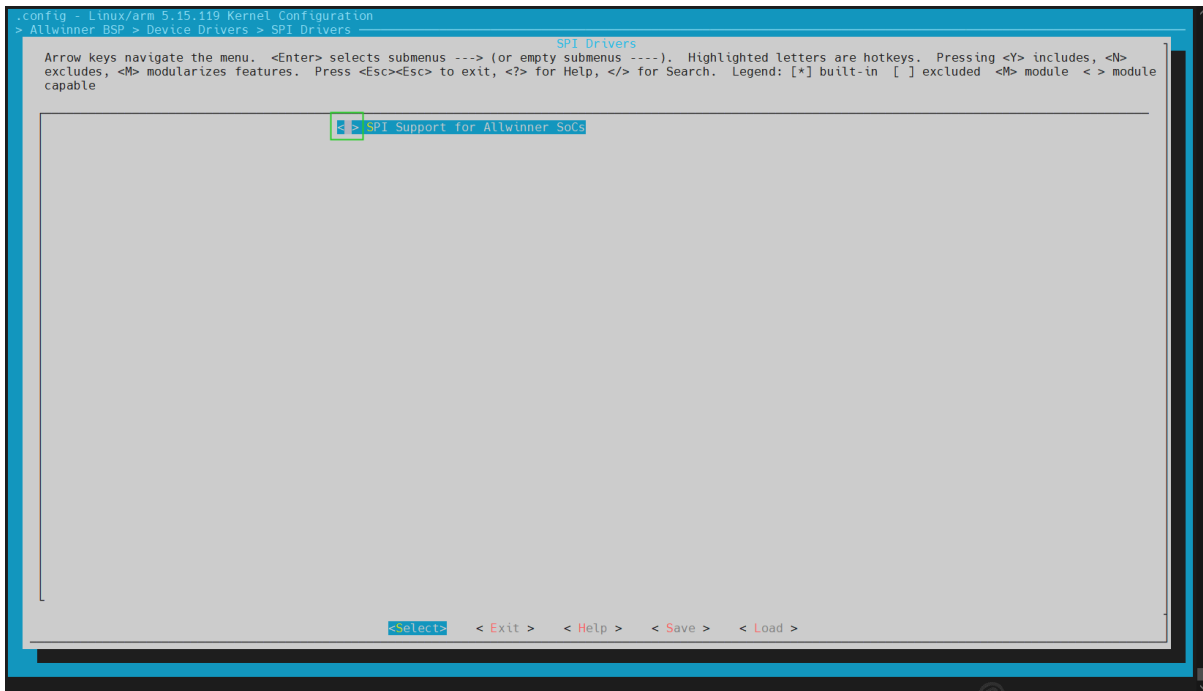 .config - Linux/arm 5.15.119 Kernel Configuration
> Allwinner BSP > Device Drivers > SPI Drivers
SPI Drivers
Arrow keys navigate the menu.  <Enter> selects submenus ---> (or empty submenus ----).  Highlighted letters are hotkeys.  Pressing <Y> includes, <N>
excludes, <M> modularizes features.  Press <Esc><Esc> to exit, <?> for Help, </> for Search.  Legend: [*] built-in  [ ] excluded  <M> module  < > module
capable
< > SPI Support for Allwinner SoCs
<Select>    < Exit >    < Help >    < Save >    < Load >